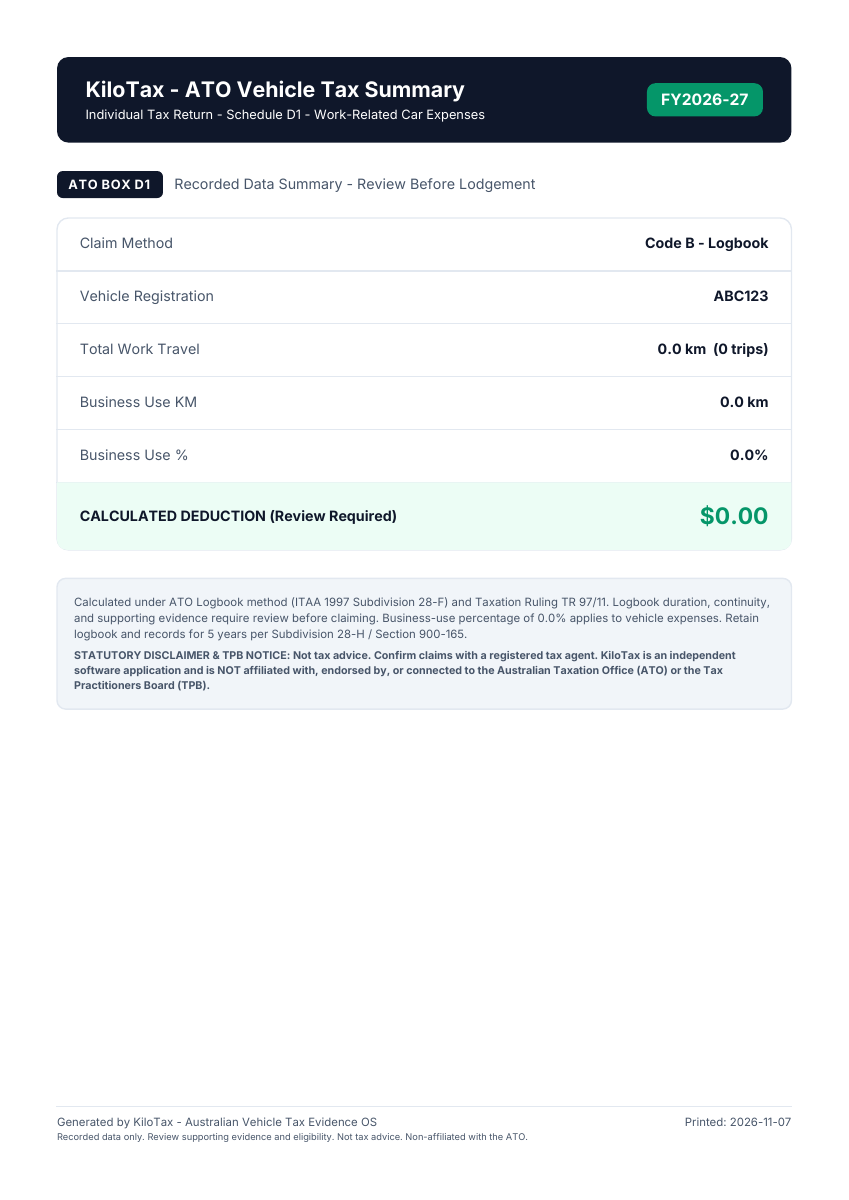 KiloTax - ATO Vehicle Tax Summary
Individual Tax Return - Schedule D1 - Work-Related Car Expenses
FY2026-27
ATO BOX D1 Recorded Data Summary - Review Before Lodgement
Claim Method Code B - Logbook
Vehicle Registration ABC123
Total Work Travel 0.0 km (0 trips)
Business Use KM 0.0 km
Business Use % 0.0%
CALCULATED DEDUCTION (Review Required) $0.00
Calculated under ATO Logbook method (ITAA 1997 Subdivision 28-F) and Taxation Ruling TR 97/11. Logbook duration, continuity,
and supporting evidence require review before claiming. Business-use percentage of 0.0% applies to vehicle expenses. Retain
logbook and records for 5 years per Subdivision 28-H / Section 900-165.
STATUTORY DISCLAIMER & TPB NOTICE: Not tax advice. Confirm claims with a registered tax agent. KiloTax is an independent
software application and is NOT affiliated with, endorsed by, or connected to the Australian Taxation Office (ATO) or the Tax
Practitioners Board (TPB).
Generated by KiloTax - Australian Vehicle Tax Evidence OS Printed: 2026-11-07
Recorded data only. Review supporting evidence and eligibility. Not tax advice. Non-affiliated with the ATO.